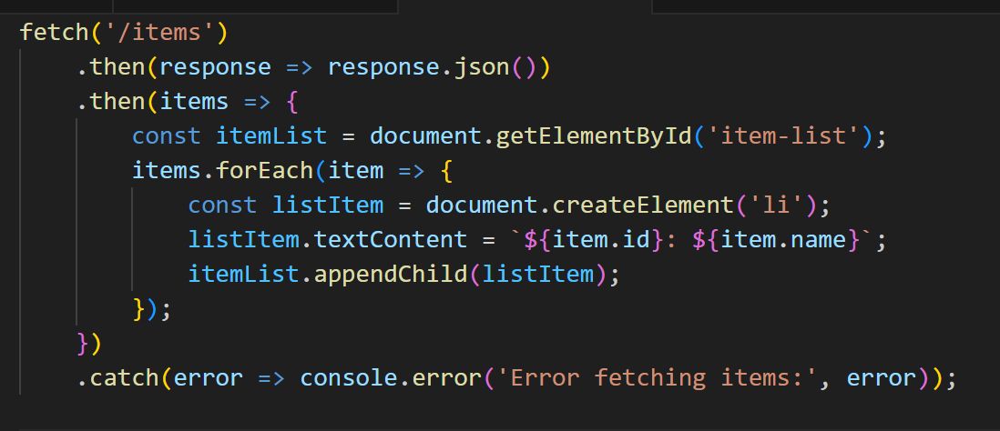 fetch('/items')
    .then(response => response.json())
    .then(items => {
        const itemList = document.getElementById('item-list');
        items.forEach(item => {
            const listItem = document.createElement('li');
            listItem.textContent = `${item.id}: ${item.name}`;
            itemList.appendChild(listItem);
        });
    })
    .catch(error => console.error('Error fetching items:', error));